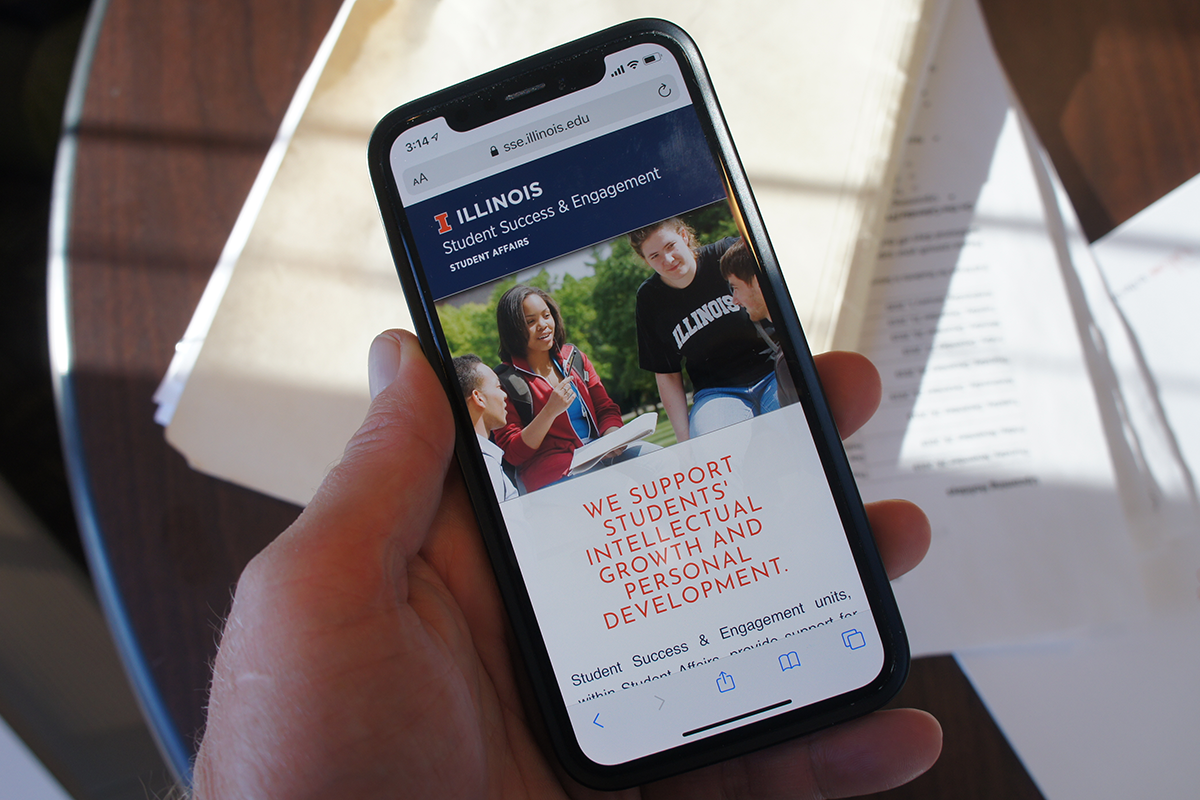 3:14
AA
sse.illinois.edu
I ILLINOIS
Student Success & Engagement
STUDENT AFFAIRS
ILLINOIS
WE SUPPORT
STUDENTS'
INTELLECTUAL
GROWTH AND
PERSONAL
DEVELOPMENT.
Student Success & Engagement units,
within Student Affairs, provide support for